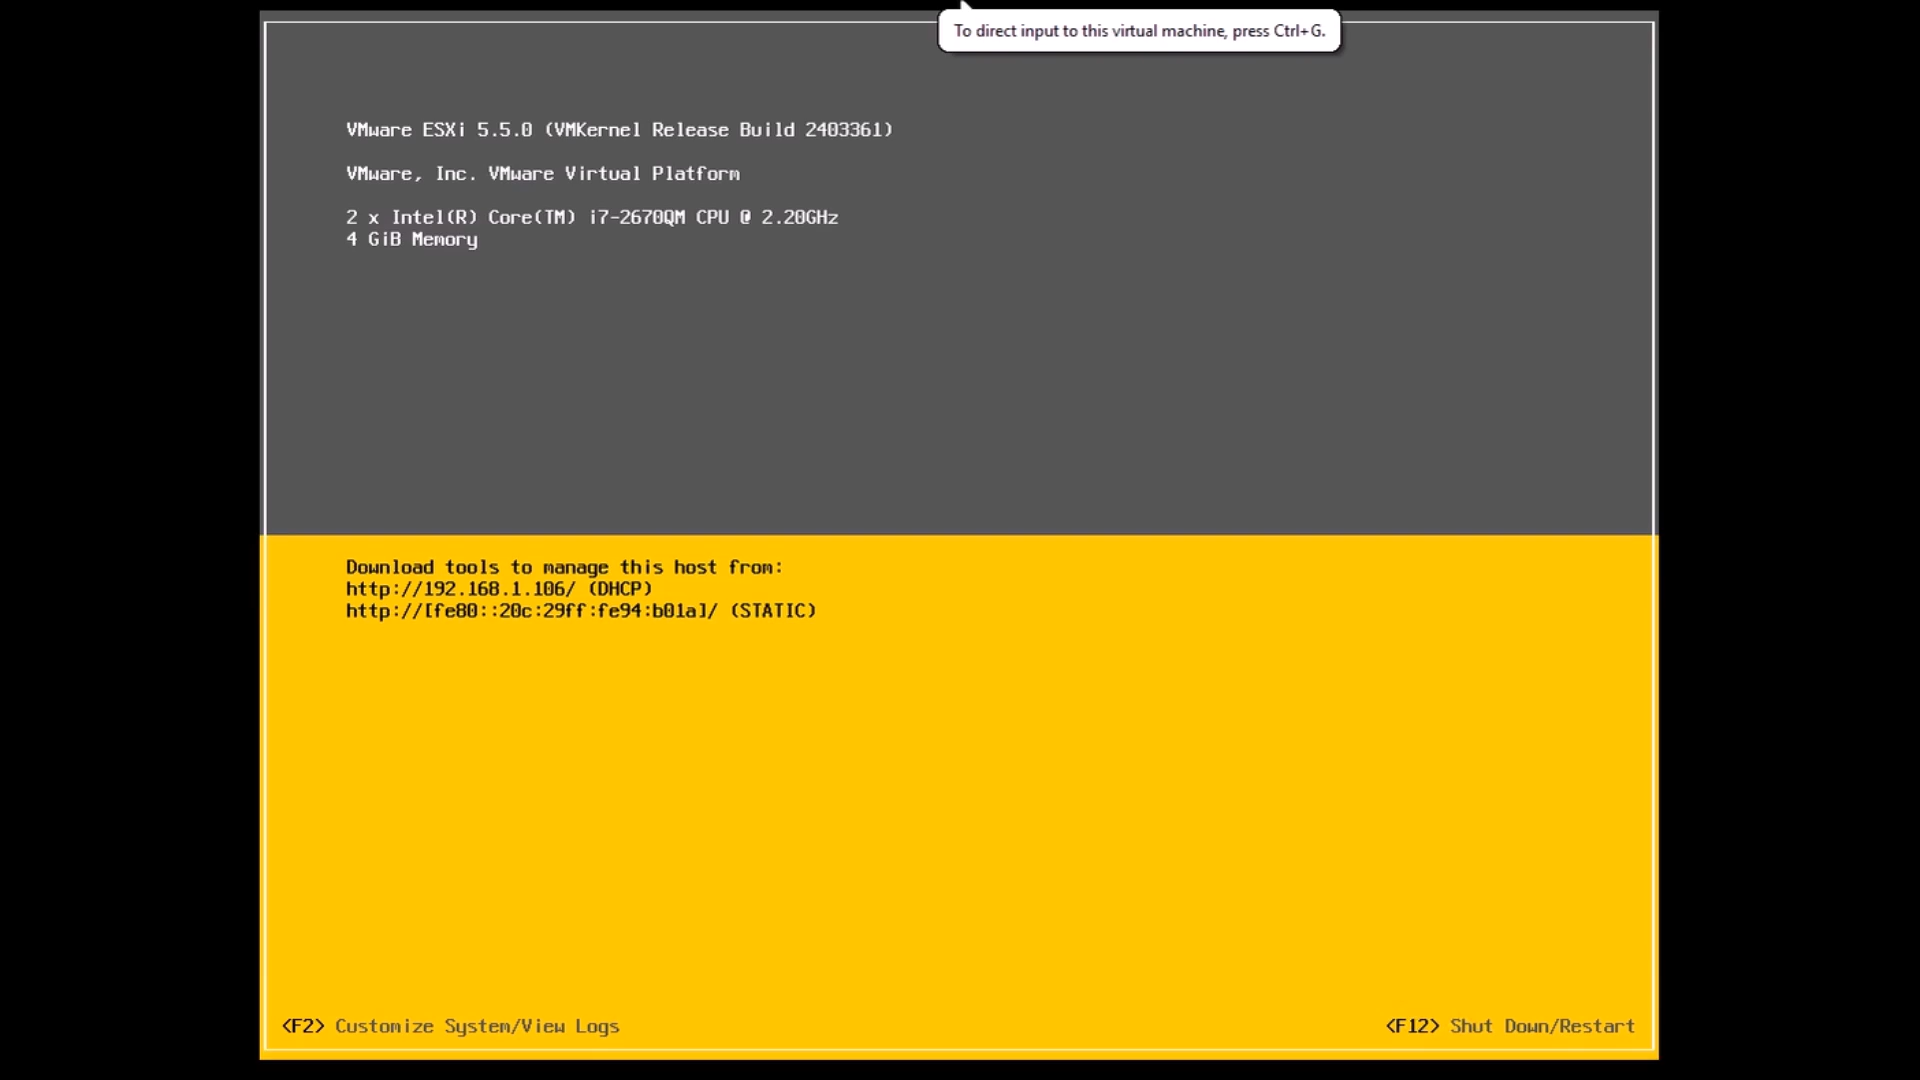 To direct input to this virtual machine, press Ctrl+G.
VMware ESXi 5.5.0 (VMKernel Release Build 2403361)
VMware, Inc. VMware Virtual Platform
2 x Intel(R) Core(TM) i7-2670QM CPU @ 2.20GHz
4 GiB Memory
Download tools to manage this host from:
http://192.168.1.106/ (DHCP)
http://[fe80::20c:29ff:fe94:b01a]/ (STATIC)
<F2> Customize System/View Logs
<F12> Shut Down/Restart